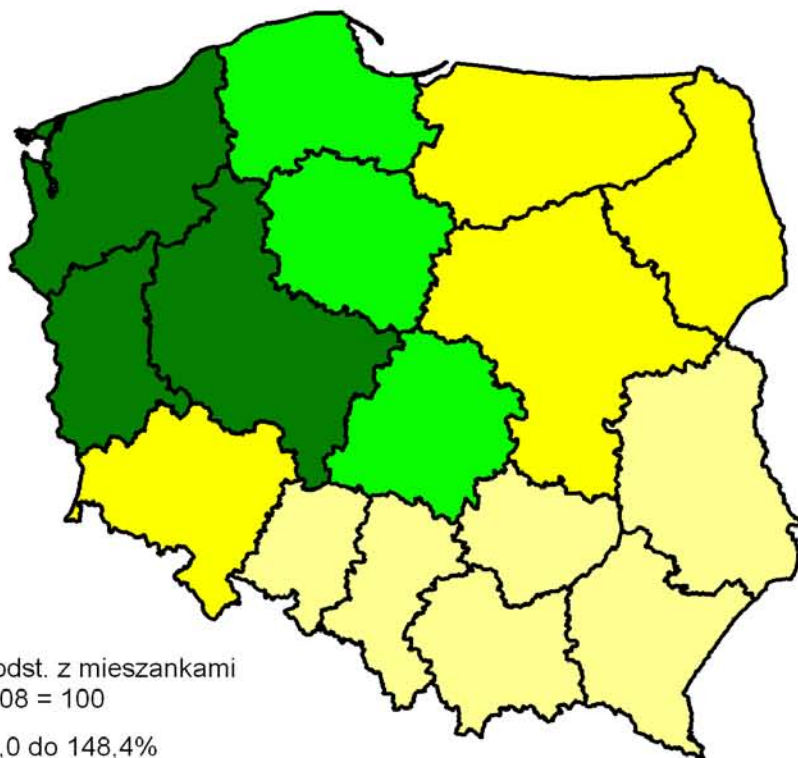 odst. z mieszankami
08 = 100
,0 do 148,4%